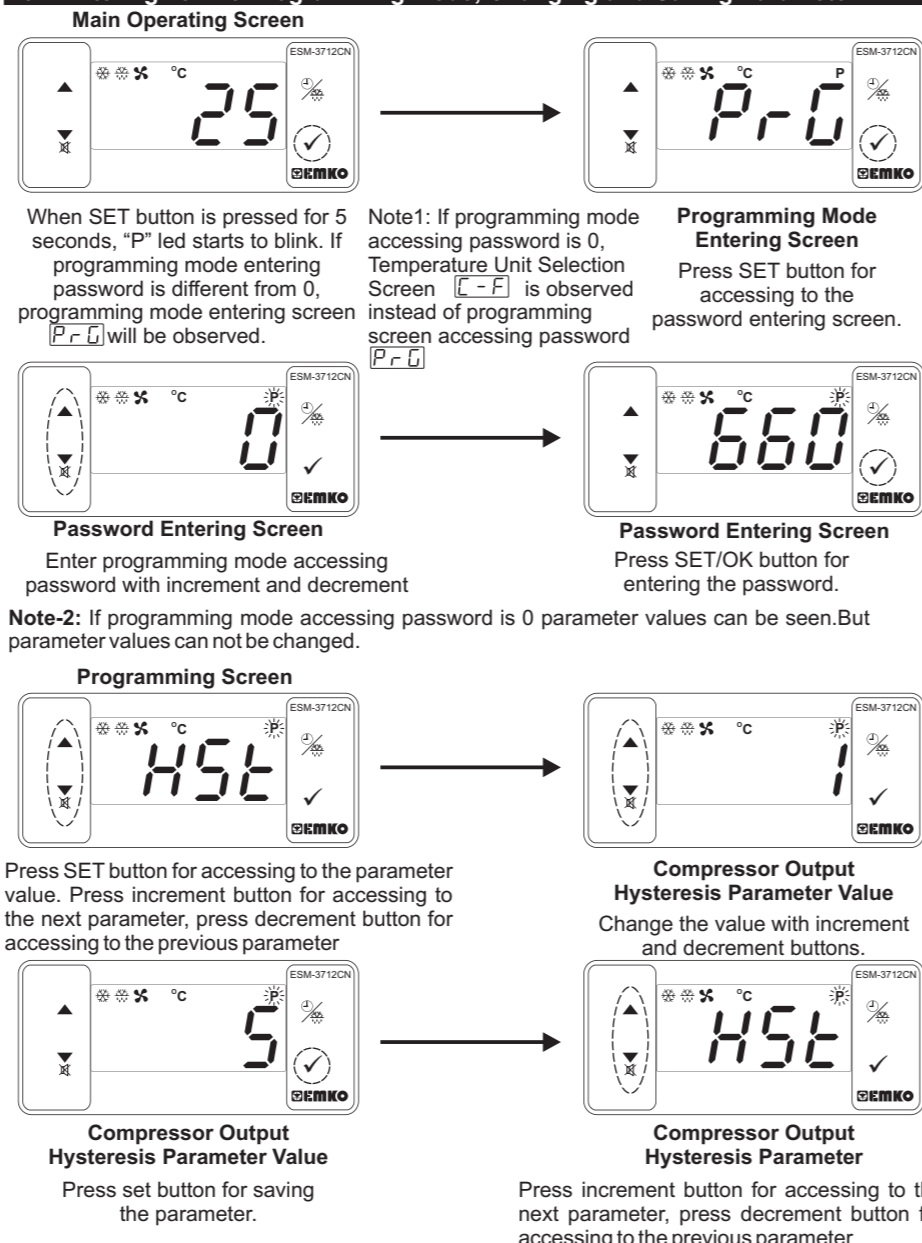 Main Operating Screen
ESM-3712CN
°C
25
EMKO
ESM-3712CN
°C P
PrG
EMKO
When SET button is pressed for 5
seconds, “P” led starts to blink. If
programming mode entering
password is different from 0,
programming mode entering screen
PrG will be observed.
Note1: If programming mode
accessing password is 0,
Temperature Unit Selection
Screen C-F is observed
instead of programming
screen accessing password
PrG
Programming Mode
Entering Screen
Press SET button for
accessing to the
password entering screen.
ESM-3712CN
°C P
0
EMKO
Password Entering Screen
Enter programming mode accessing
password with increment and decrement
ESM-3712CN
°C P
660
EMKO
Password Entering Screen
Press SET/OK button for
entering the password.
Note-2: If programming mode accessing password is 0 parameter values can be seen.But
parameter values can not be changed.
Programming Screen
ESM-3712CN
°C P
HSt
EMKO
Press SET button for accessing to the parameter
value. Press increment button for accessing to
the next parameter, press decrement button for
accessing to the previous parameter
ESM-3712CN
°C P
1
EMKO
Compressor Output
Hysteresis Parameter Value
Change the value with increment
and decrement buttons.
ESM-3712CN
°C P
5
EMKO
Compressor Output
Hysteresis Parameter Value
Press set button for saving
the parameter.
ESM-3712CN
°C P
HSt
EMKO
Compressor Output
Hysteresis Parameter
Press increment button for accessing to
next parameter, press decrement button
accessing to the previous parameter